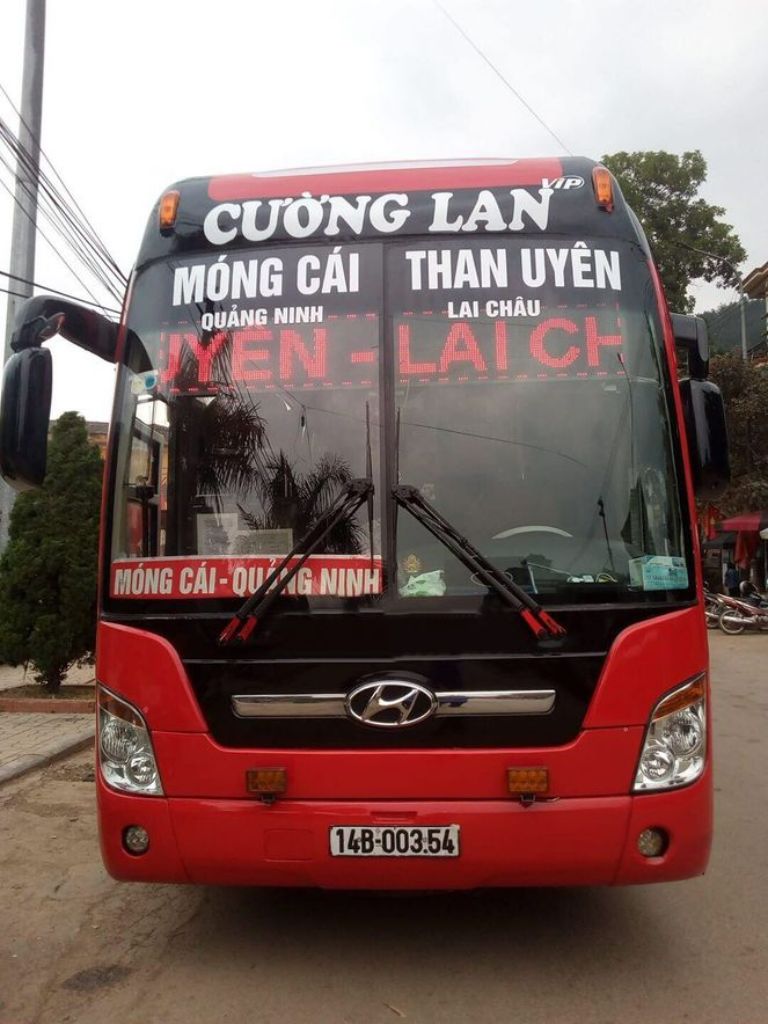 VIP
CƯỜNG LAN
MÓNG CÁI THAN UYÊN
QUẢNG NINH LAI CHÂU
UYÊN - LAI CH
MÓNG CÁI - QUẢNG NINH
14B-003.54